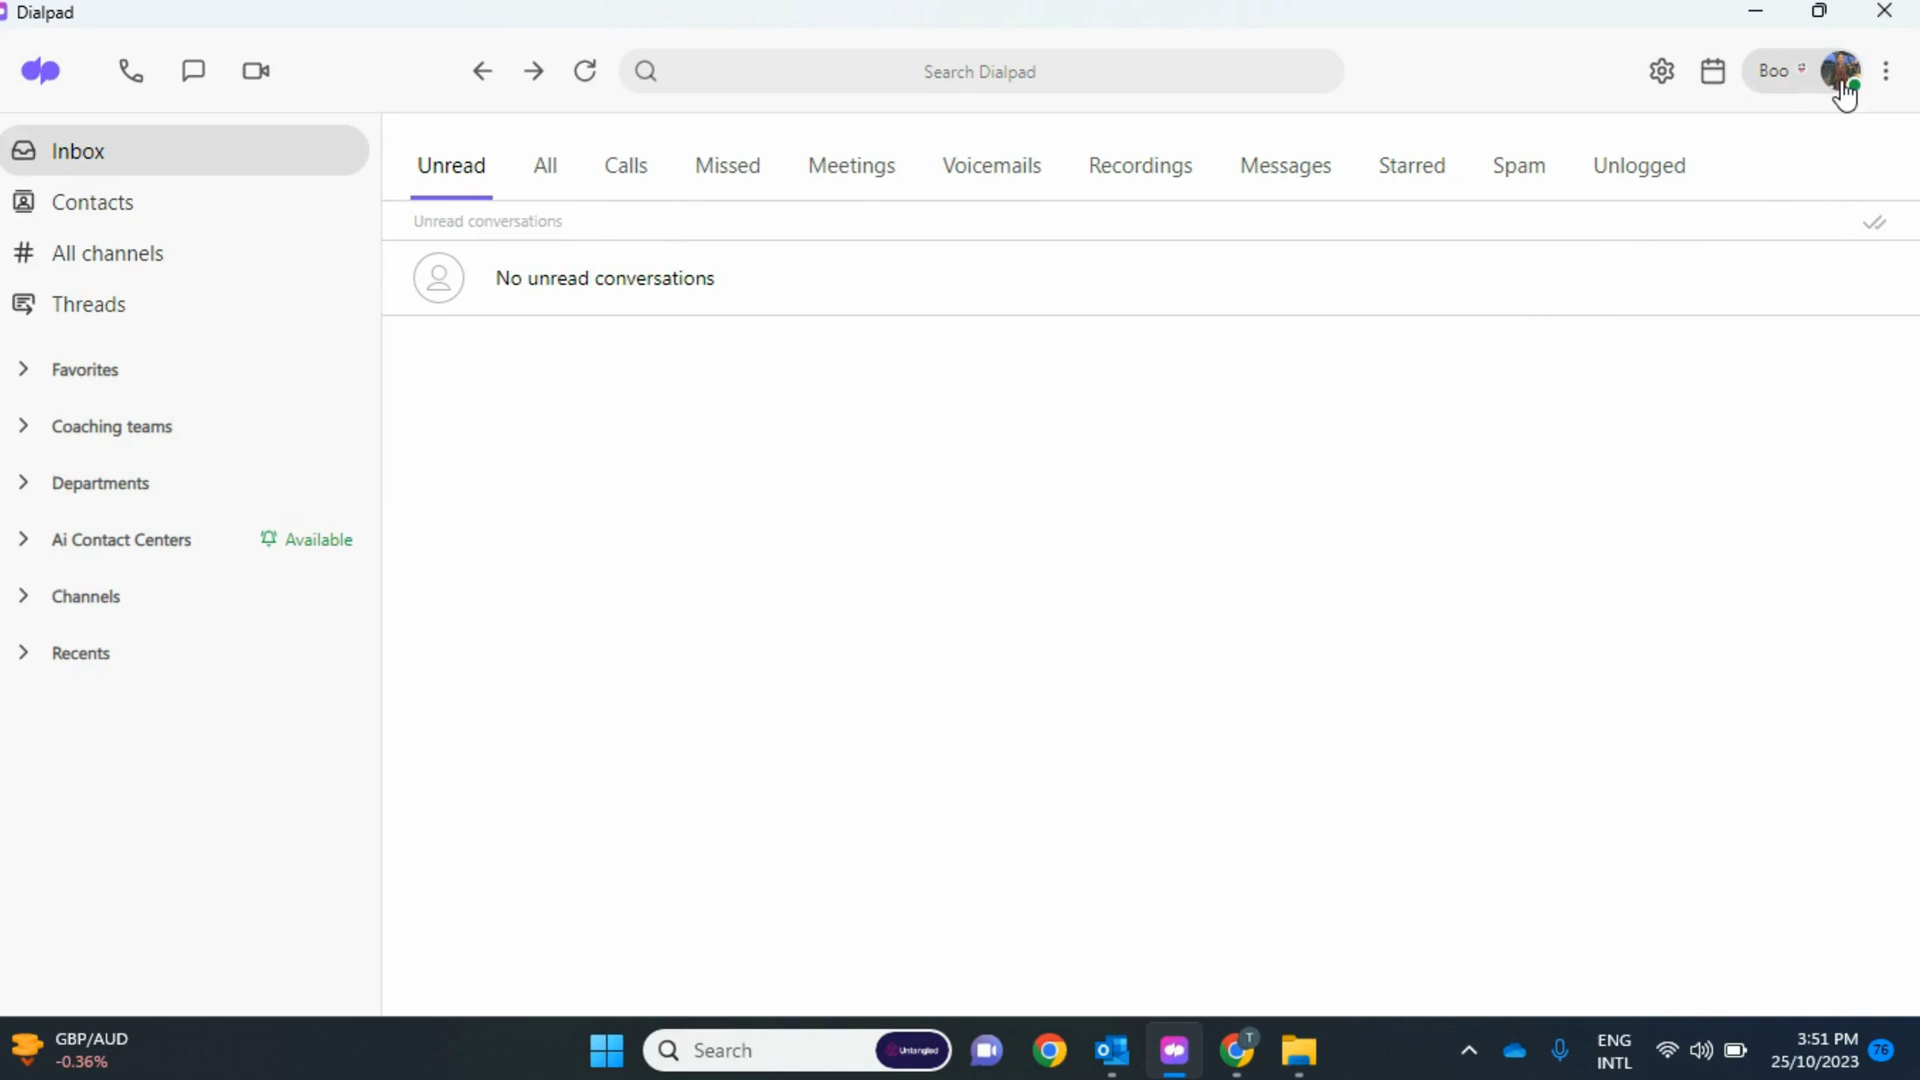 Dialpad
Search Dialpad
Boo
Inbox
Contacts
All channels
Threads
Favorites
Coaching teams
Departments
Ai Contact Centers Available
Channels
Recents
Unread All Calls Missed Meetings Voicemails Recordings Messages Starred Spam Unlogged
Unread conversations
No unread conversations
GBP/AUD
-0.36%
Search
Untangled
T
ENG
INTL
3:51 PM
25/10/2023
76